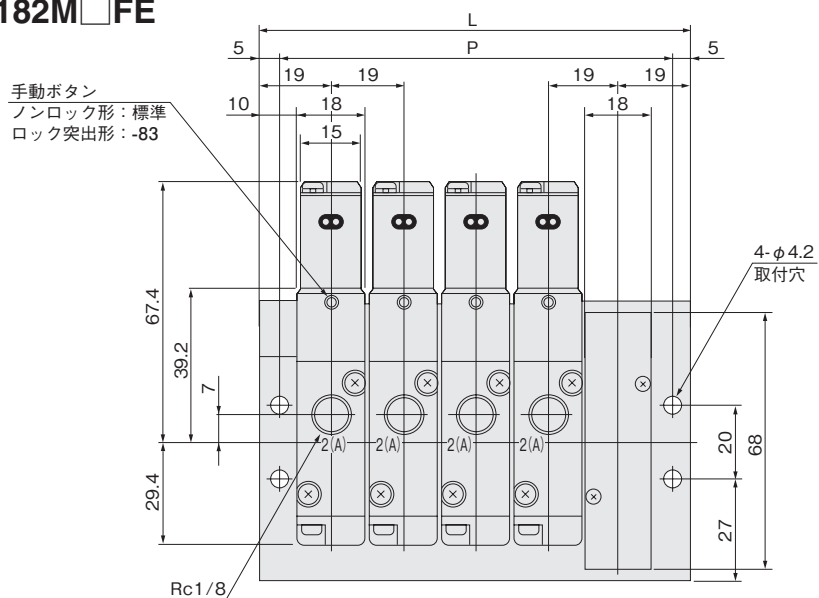 182M□FE
L
5 P 5
19 19 19 19
手動ボタン
ノンロック形：標準
ロック突出形：-83
10 18 18
15
4-φ4.2
取付穴
67.4
39.2
7
2(A) 2(A) 2(A) 2(A)
20
68
29.4
27
Rc1/8